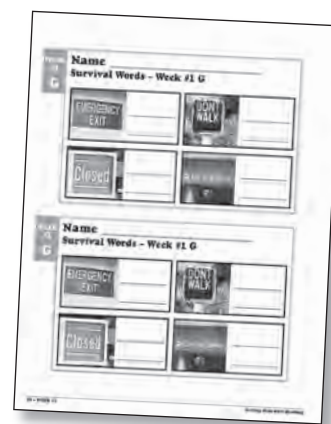 Name
Survival Words – Week #1 G
G
EMERGENCY
EXIT
DONT
WALK
Closed
Name
Survival Words – Week #1 G
G
EMERGENCY
EXIT
DONT
WALK
Closed